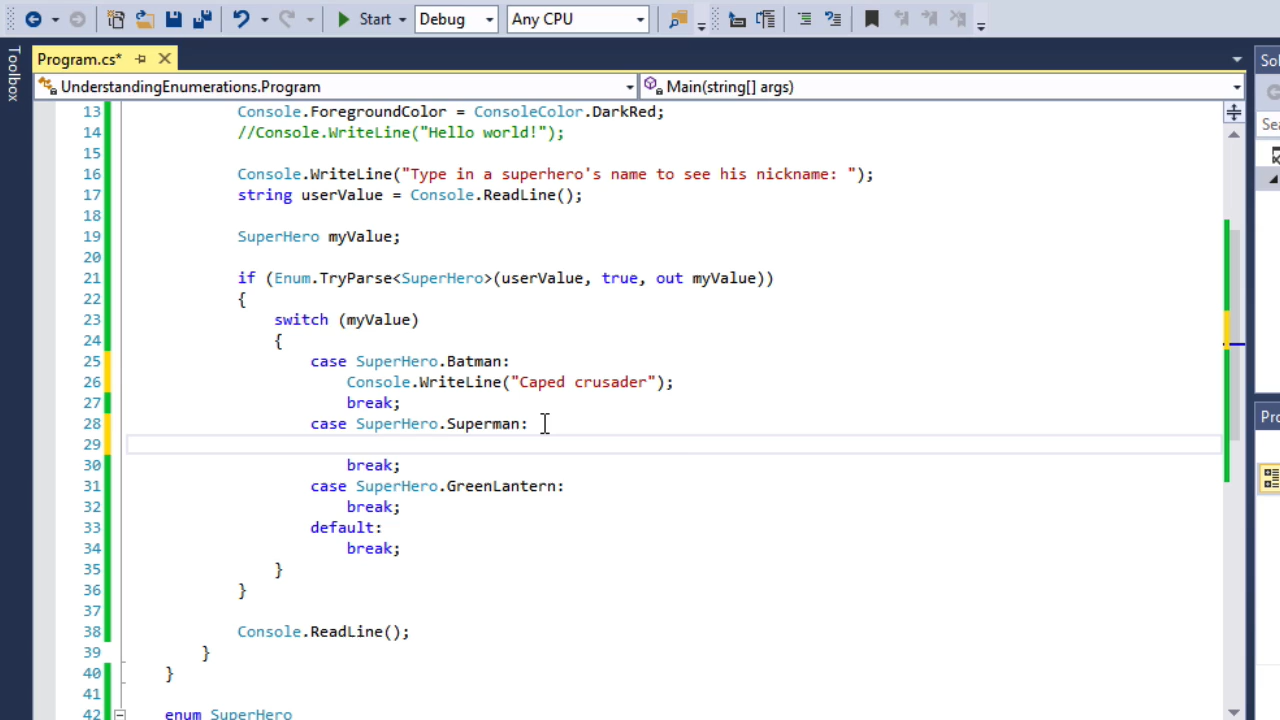 Start Debug Any CPU
Toolbox
Program.cs*
UnderstandingEnumerations.Program Main(string[] args)
13 Console.ForegroundColor = ConsoleColor.DarkRed;
14 //Console.WriteLine("Hello world!");
15
16 Console.WriteLine("Type in a superhero's name to see his nickname: ");
17 string userValue = Console.ReadLine();
18
19 SuperHero myValue;
20
21 if (Enum.TryParse<SuperHero>(userValue, true, out myValue))
22 {
23 switch (myValue)
24 {
25 case SuperHero.Batman:
26 Console.WriteLine("Caped crusader");
27 break;
28 case SuperHero.Superman:
29
30 break;
31 case SuperHero.GreenLantern:
32 break;
33 default:
34 break;
35 }
36 }
37
38 Console.ReadLine();
39 }
40 }
41
42 enum SuperHero
Sol
Sea
Pro